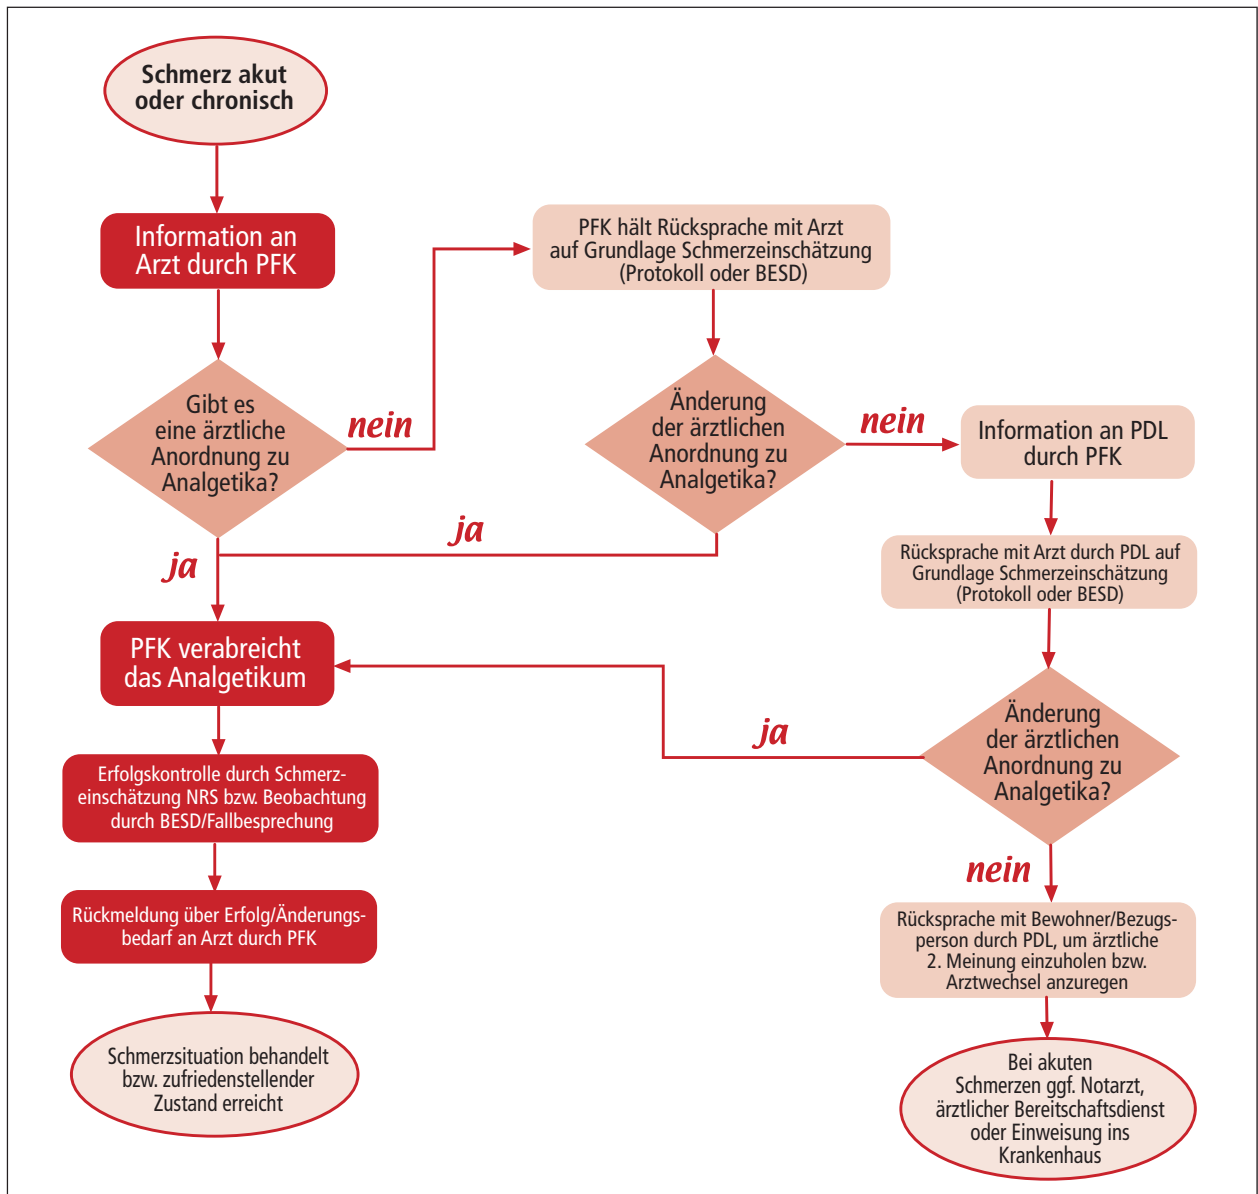 Schmerz akut
oder chronisch
Information an
Arzt durch PFK
Gibt es
eine ärztliche
Anordnung zu
Analgetika?
nein
ja
PFK hält Rücksprache mit Arzt
auf Grundlage Schmerzeinschätzung
(Protokoll oder BESD)
Änderung
der ärztlichen
Anordnung zu
Analgetika?
nein
ja
Information an PDL
durch PFK
Rücksprache mit Arzt durch PDL auf
Grundlage Schmerzeinschätzung
(Protokoll oder BESD)
Änderung
der ärztlichen
Anordnung zu
Analgetika?
ja
nein
PFK verabreicht
das Analgetikum
Erfolgskontrolle durch Schmerz-
einschätzung NRS bzw. Beobachtung
durch BESD/Fallbesprechung
Rückmeldung über Erfolg/Änderungs-
bedarf an Arzt durch PFK
Schmerzsituation behandelt
bzw. zufriedenstellender
Zustand erreicht
Rücksprache mit Bewohner/Bezugs-
person durch PDL, um ärztliche
2. Meinung einzuholen bzw.
Arztwechsel anzuregen
Bei akuten
Schmerzen ggf. Notarzt,
ärztlicher Bereitschaftsdienst
oder Einweisung ins
Krankenhaus